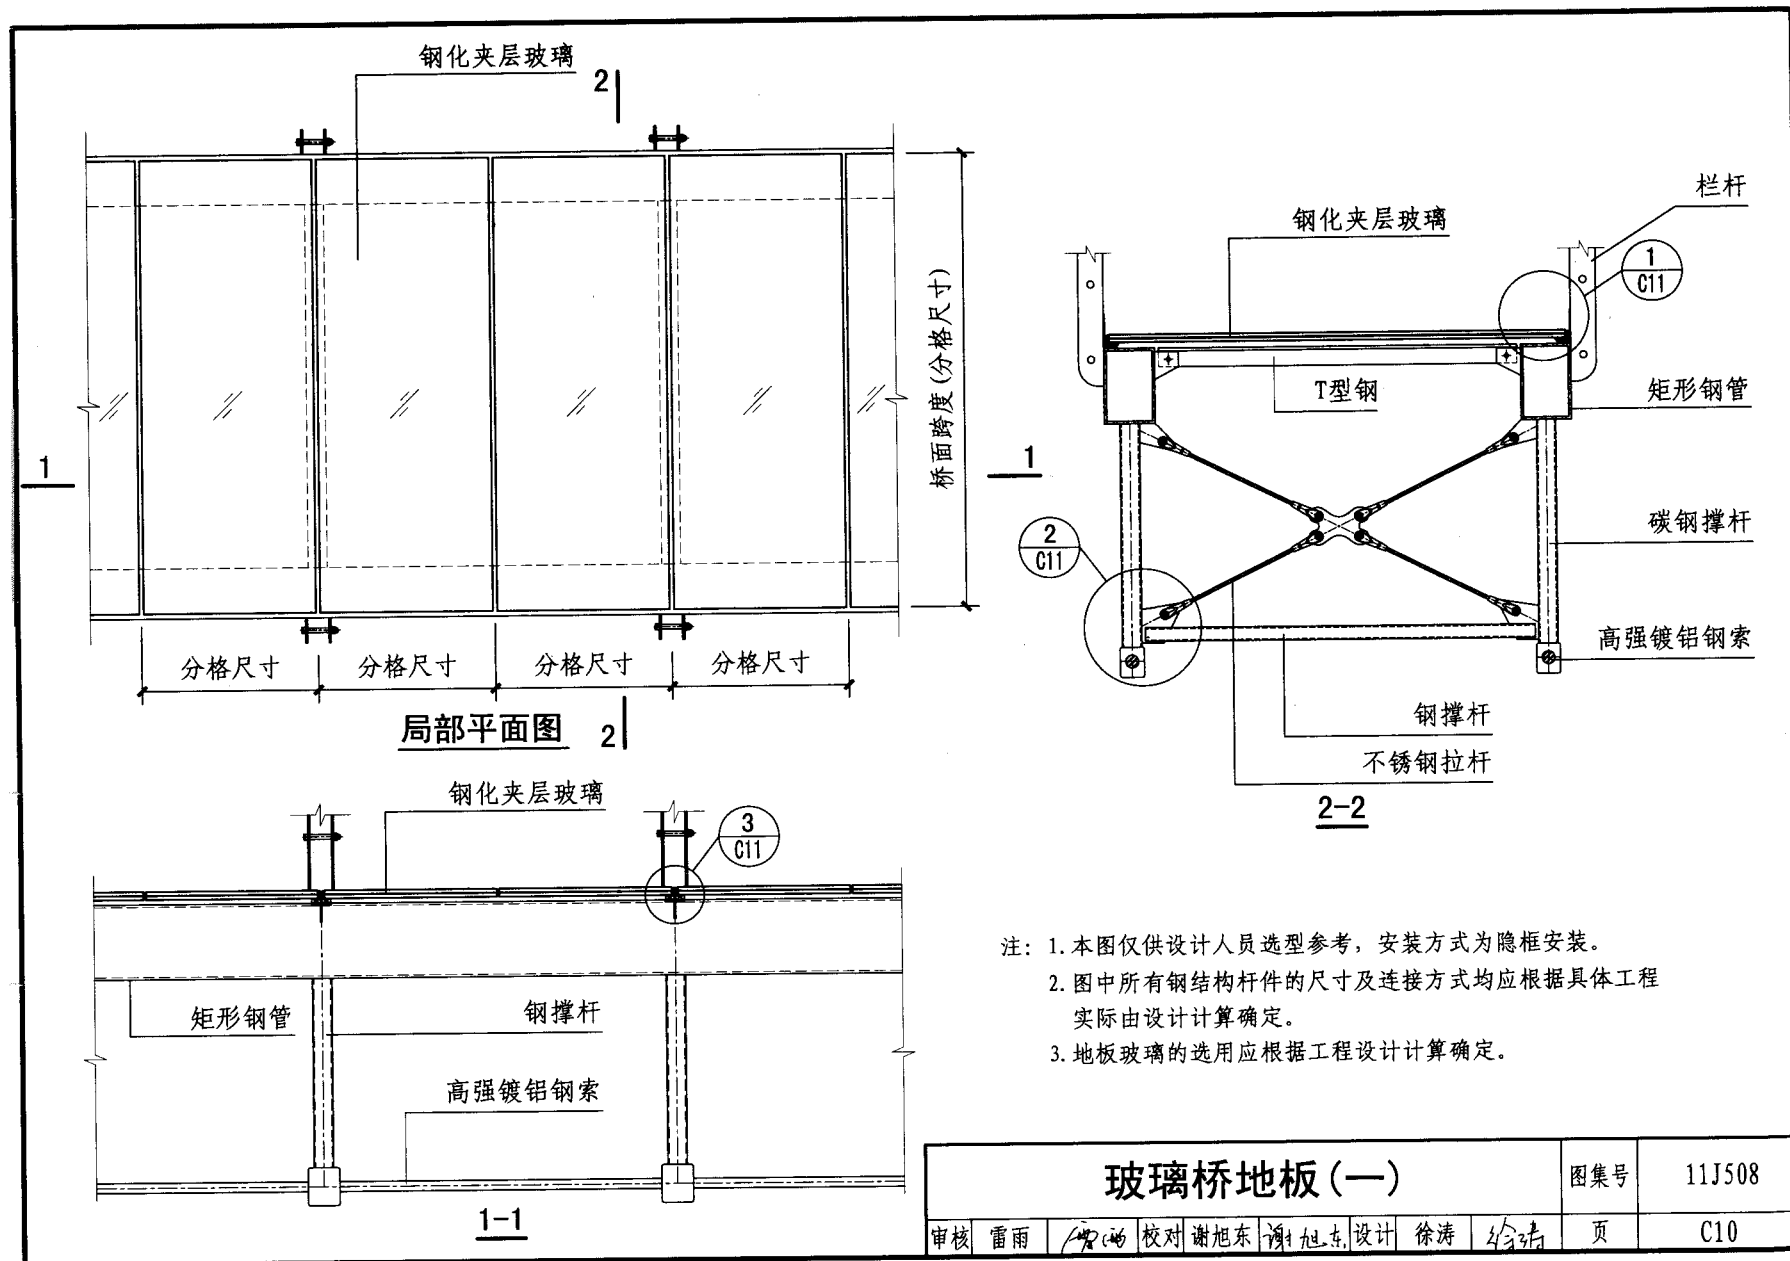 钢化夹层玻璃
2
1
1
桥面跨度(分格尺寸)
分格尺寸 分格尺寸 分格尺寸 分格尺寸
局部平面图
2
栏杆
钢化夹层玻璃
1
C11
T型钢
矩形钢管
2
C11
碳钢撑杆
高强镀铝钢索
钢撑杆
不锈钢拉杆
2-2
钢化夹层玻璃
3
C11
矩形钢管
钢撑杆
高强镀铝钢索
1-1
注: 1.本图仅供设计人员选型参考，安装方式为隐框安装。
2.图中所有钢结构杆件的尺寸及连接方式均应根据具体工程
实际由设计计算确定。
3.地板玻璃的选用应根据工程设计计算确定。
玻璃桥地板(一)
图集号 11J508
审核 雷雨 雷雨 校对 谢旭东 谢旭东 设计 徐涛 徐涛 页 C10